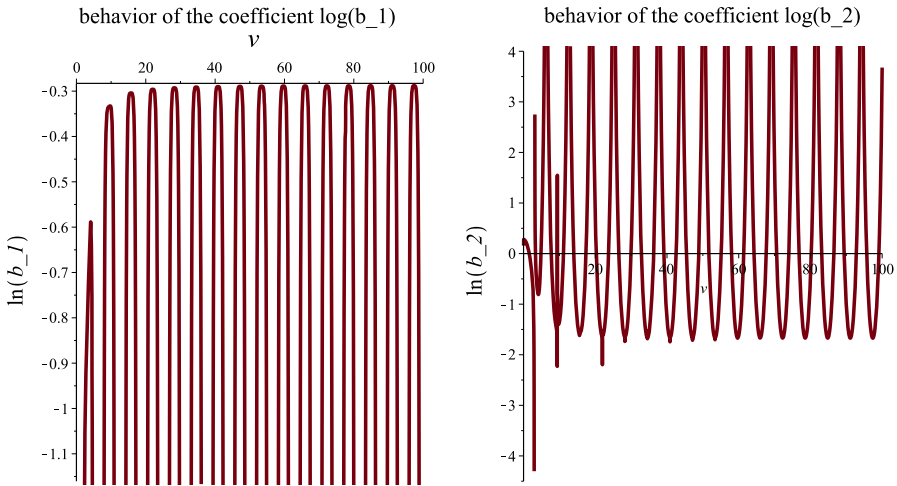 behavior of the coefficient log(b_1)
v
0 20 40 60 80 100
-0.3
-0.4
-0.5
-0.6
-0.7
-0.8
-0.9
-1
-1.1
ln(b_1)
behavior of the coefficient log(b_2)
4
3
2
1
0
-1
-2
-3
-4
20 40 60 80 100
v
ln(b_2)